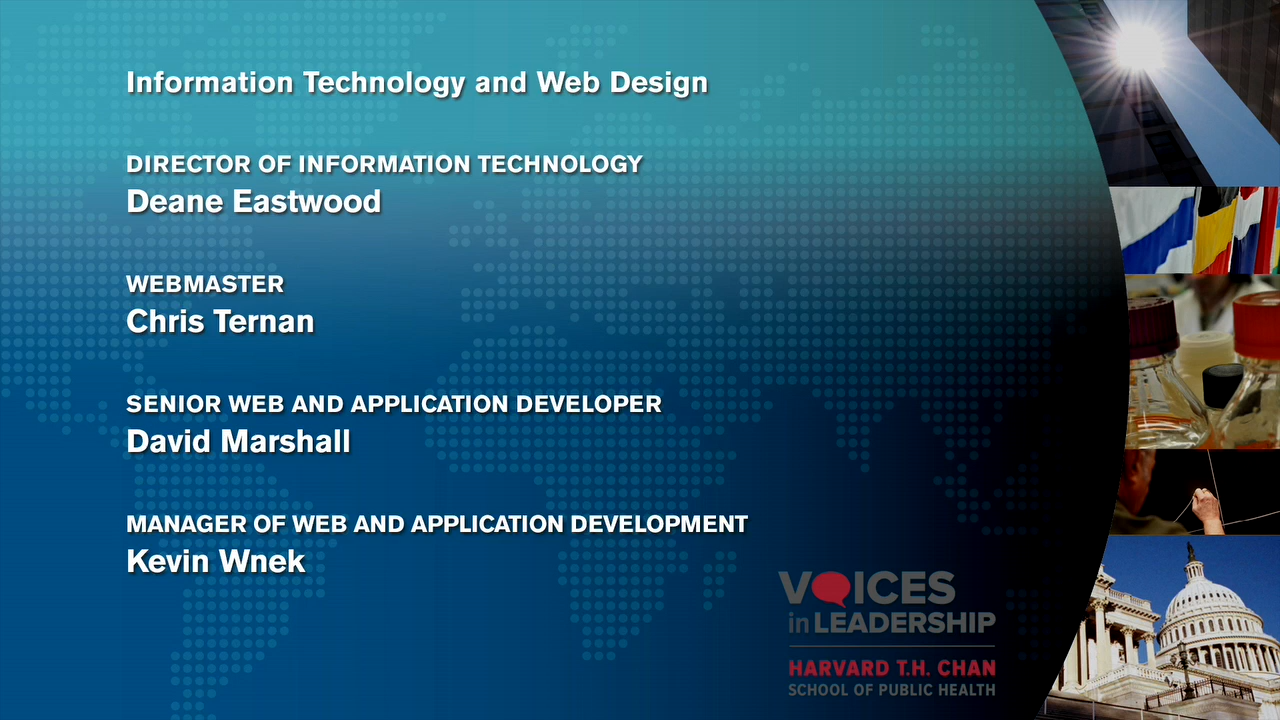 Information Technology and Web Design
DIRECTOR OF INFORMATION TECHNOLOGY
Deane Eastwood
WEBMASTER
Chris Ternan
SENIOR WEB AND APPLICATION DEVELOPER
David Marshall
MANAGER OF WEB AND APPLICATION DEVELOPMENT
Kevin Wnek
VOICES
in LEADERSHIP
HARVARD T.H. CHAN
SCHOOL OF PUBLIC HEALTH